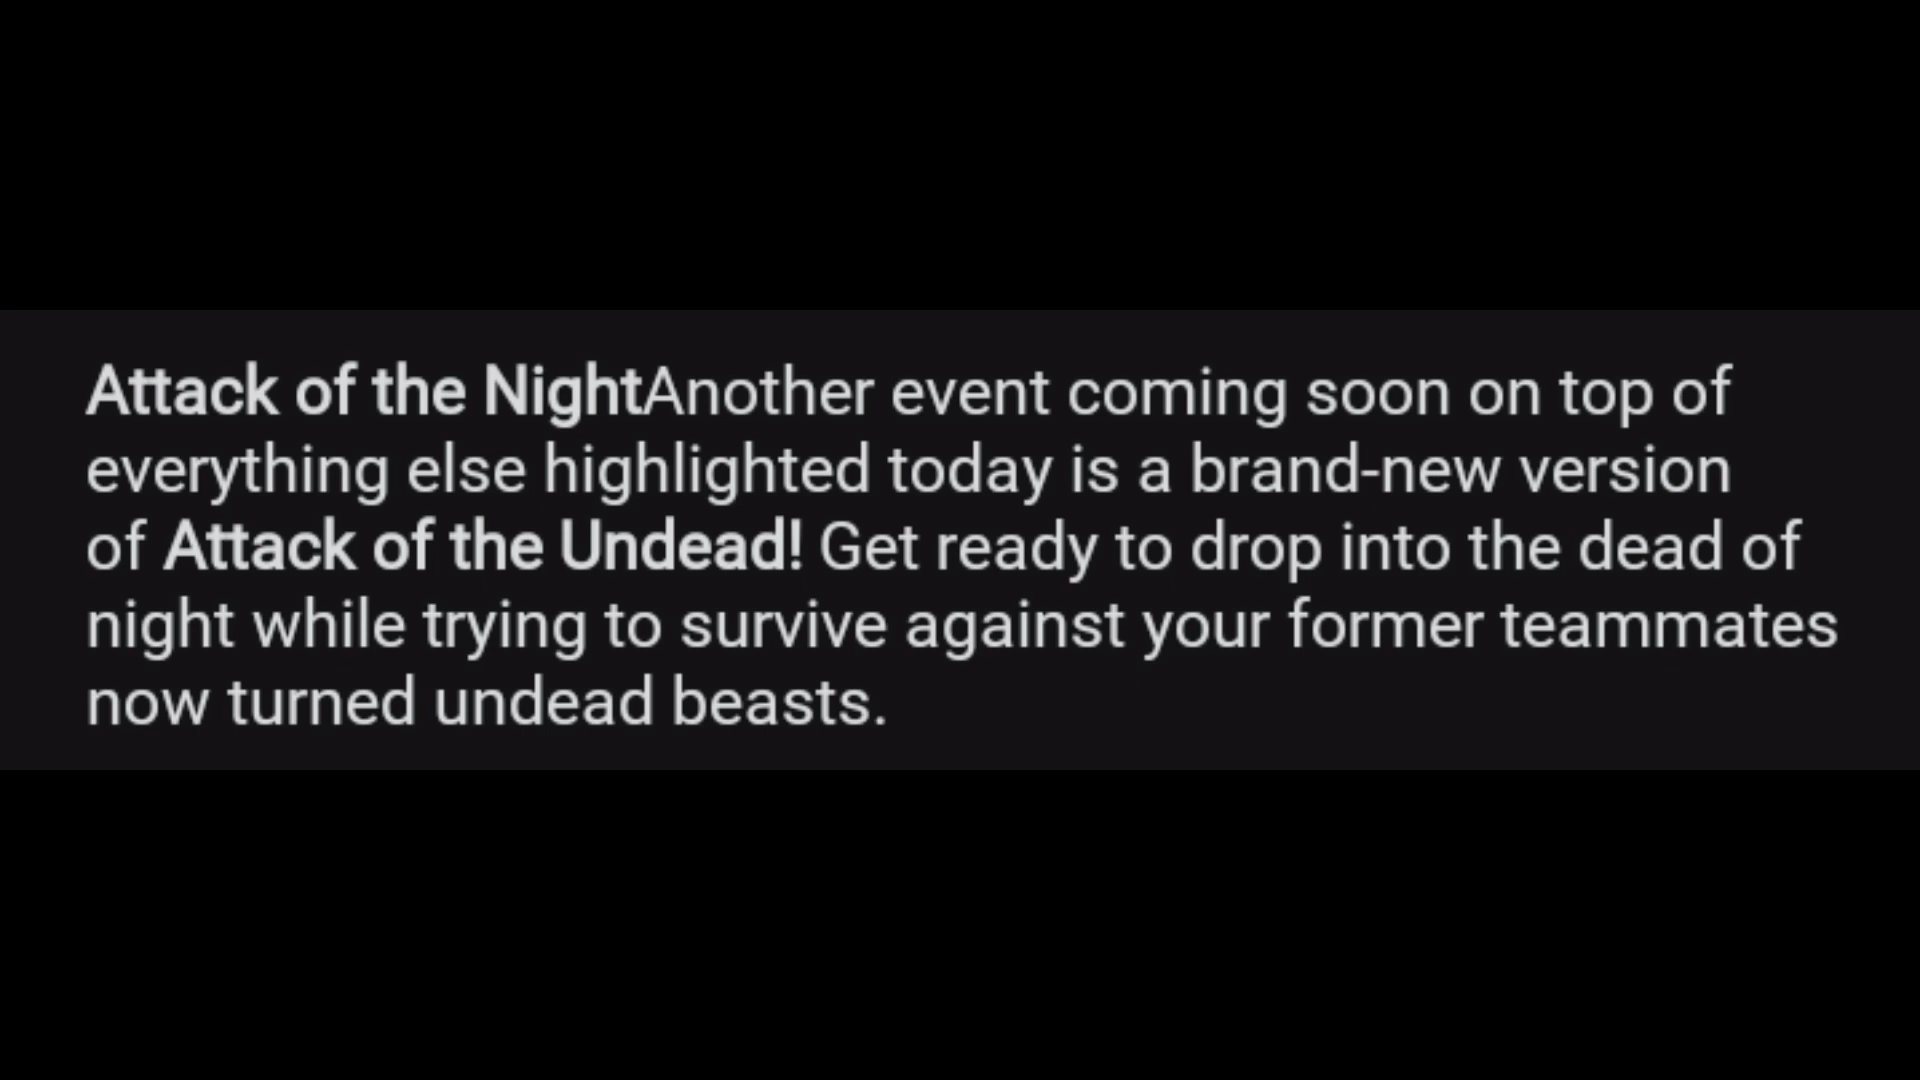 Attack of the NightAnother event coming soon on top of
everything else highlighted today is a brand-new version
of Attack of the Undead! Get ready to drop into the dead of
night while trying to survive against your former teammates
now turned undead beasts.